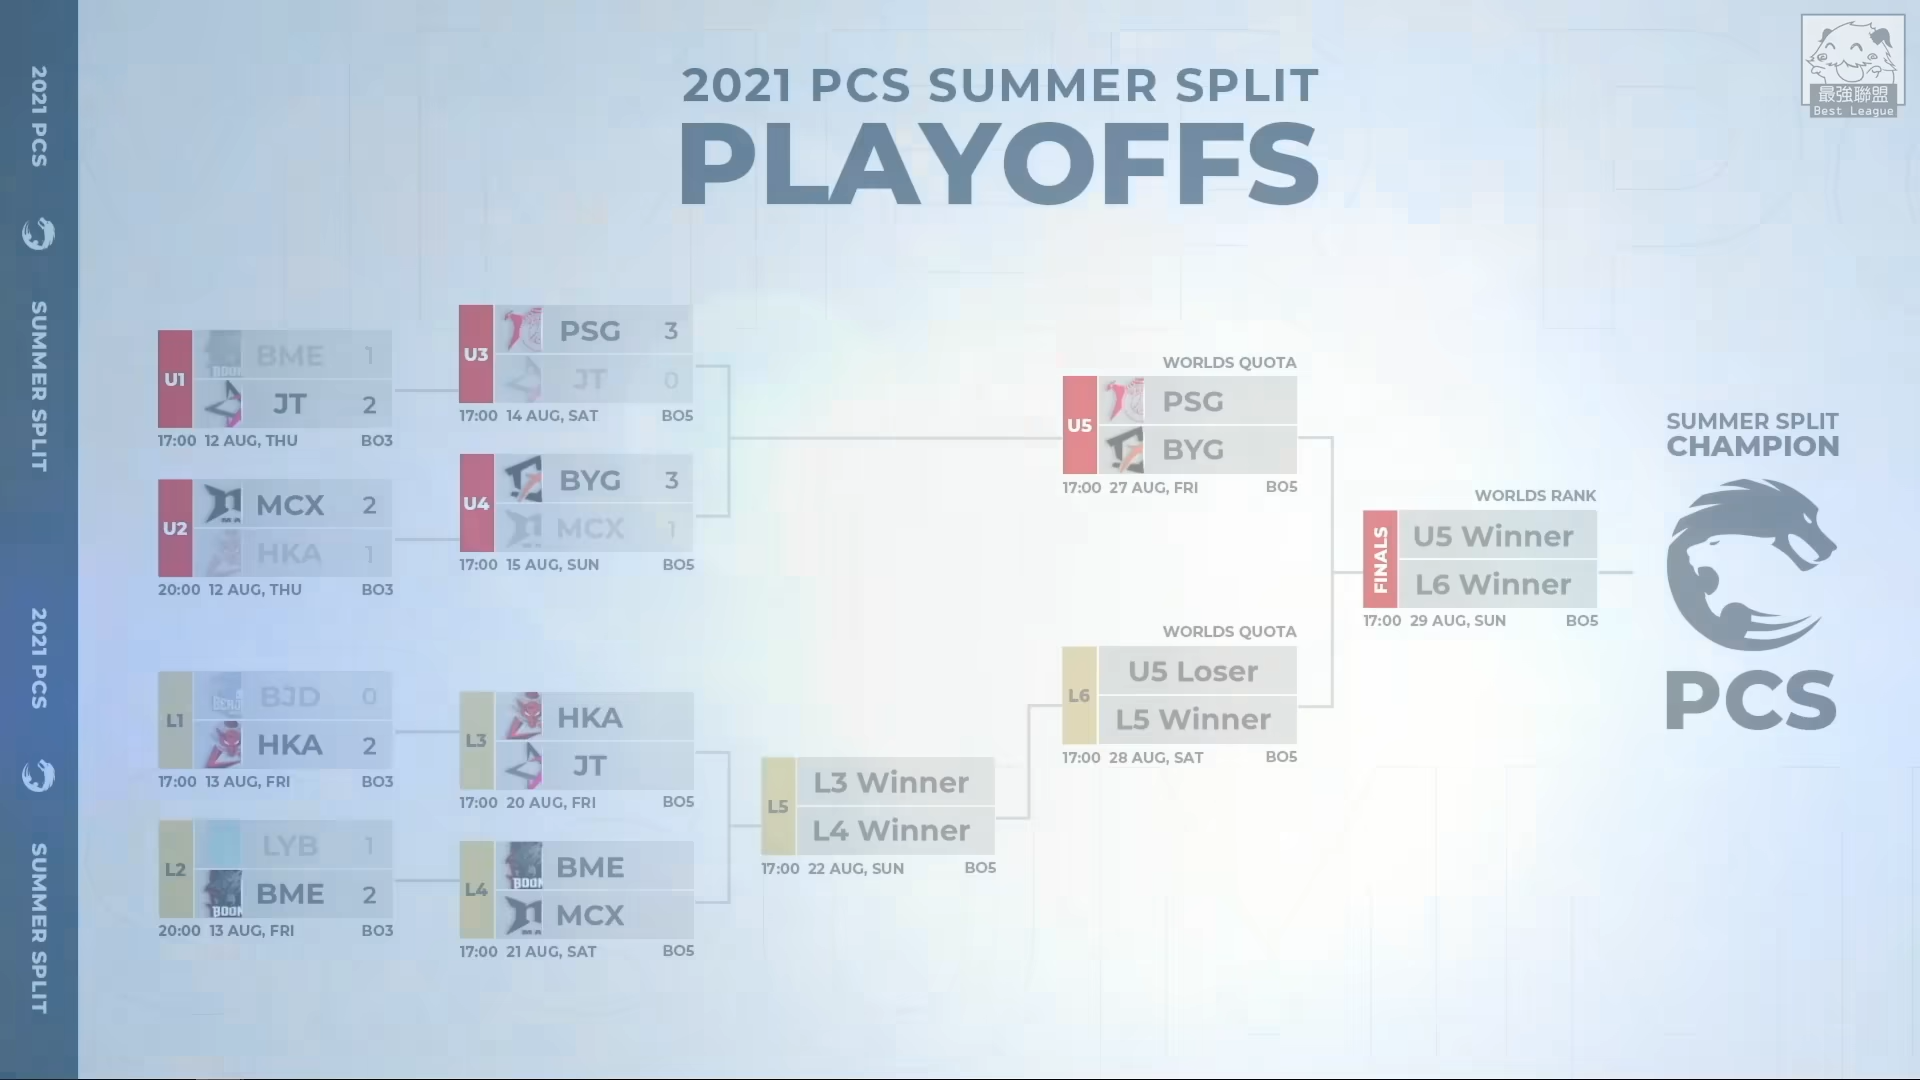 2021 PCS
SUMMER SPLIT
2021 PCS
SUMMER SPLIT
最強聯盟
Best League
2021 PCS SUMMER SPLIT
PLAYOFFS
U1
BME 1
JT 2
17:00 12 AUG, THU BO3
U2
MCX 2
HKA 1
20:00 12 AUG, THU BO3
U3
PSG 3
JT 0
17:00 14 AUG, SAT BO5
U4
BYG 3
MCX 1
17:00 15 AUG, SUN BO5
WORLDS QUOTA
U5
PSG
BYG
17:00 27 AUG, FRI BO5
L1
BJD 0
HKA 2
17:00 13 AUG, FRI BO3
L2
LYB 1
BME 2
20:00 13 AUG, FRI BO3
L3
HKA
JT
17:00 20 AUG, FRI BO5
L4
BME
MCX
17:00 21 AUG, SAT BO5
L5
L3 Winner
L4 Winner
17:00 22 AUG, SUN BO5
WORLDS QUOTA
L6
U5 Loser
L5 Winner
17:00 28 AUG, SAT BO5
WORLDS RANK
FINALS
U5 Winner
L6 Winner
17:00 29 AUG, SUN BO5
SUMMER SPLIT
CHAMPION
PCS